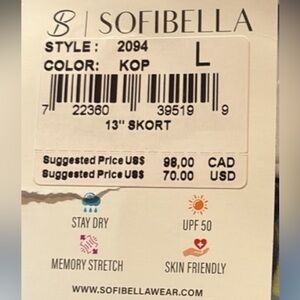 B | SOFIBELLA
STYLE: 2094
COLOR: KOP
L
7 22360 39519 9
13" SKORT
Suggested Price US$ 98,00 CAD
Suggested Price US$ 70.00 USD
STAY DRY
UPF 50
MEMORY STRETCH
SKIN FRIENDLY
WWW.SOFIBELLAWEAR.COM